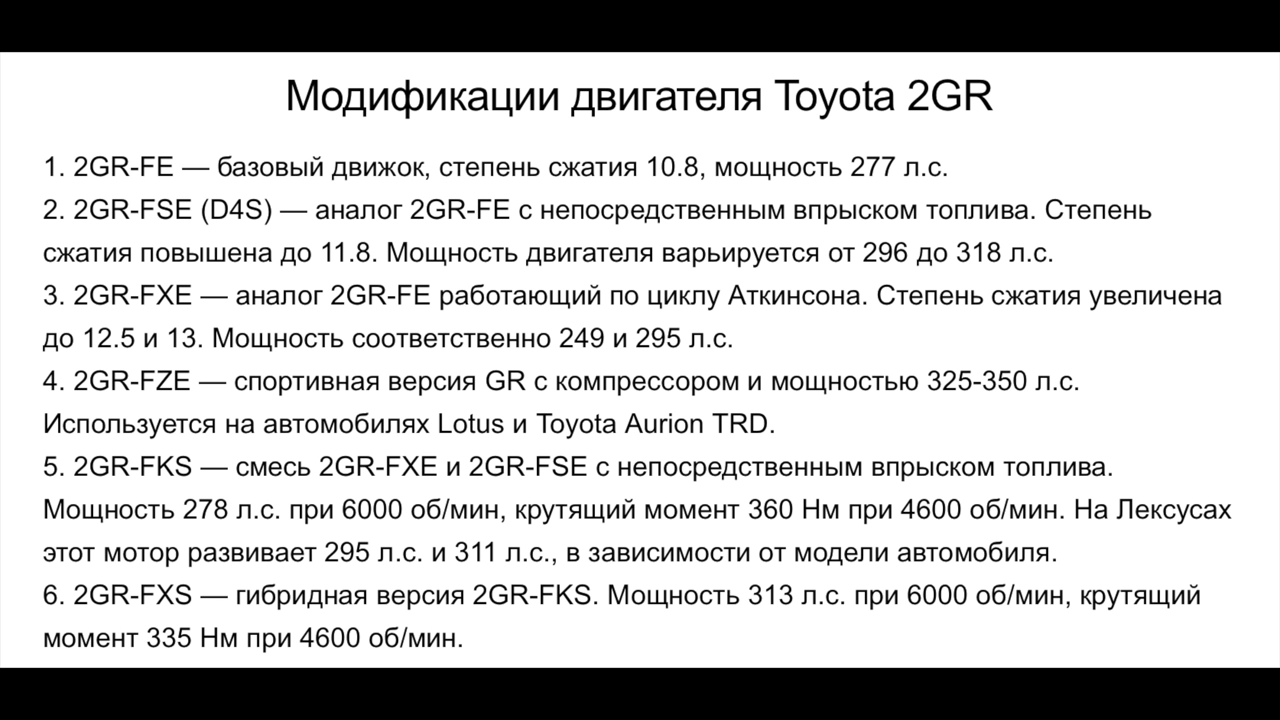 Модификации двигателя Toyota 2GR
1. 2GR-FE — базовый движок, степень сжатия 10.8, мощность 277 л.с.
2. 2GR-FSE (D4S) — аналог 2GR-FE с непосредственным впрыском топлива. Степень
сжатия повышена до 11.8. Мощность двигателя варьируется от 296 до 318 л.с.
3. 2GR-FXE — аналог 2GR-FE работающий по циклу Аткинсона. Степень сжатия увеличена
до 12.5 и 13. Мощность соответственно 249 и 295 л.с.
4. 2GR-FZE — спортивная версия GR с компрессором и мощностью 325-350 л.с.
Используется на автомобилях Lotus и Toyota Aurion TRD.
5. 2GR-FKS — смесь 2GR-FXE и 2GR-FSE с непосредственным впрыском топлива.
Мощность 278 л.с. при 6000 об/мин, крутящий момент 360 Нм при 4600 об/мин. На Лексусах
этот мотор развивает 295 л.с. и 311 л.с., в зависимости от модели автомобиля.
6. 2GR-FXS — гибридная версия 2GR-FKS. Мощность 313 л.с. при 6000 об/мин, крутящий
момент 335 Нм при 4600 об/мин.